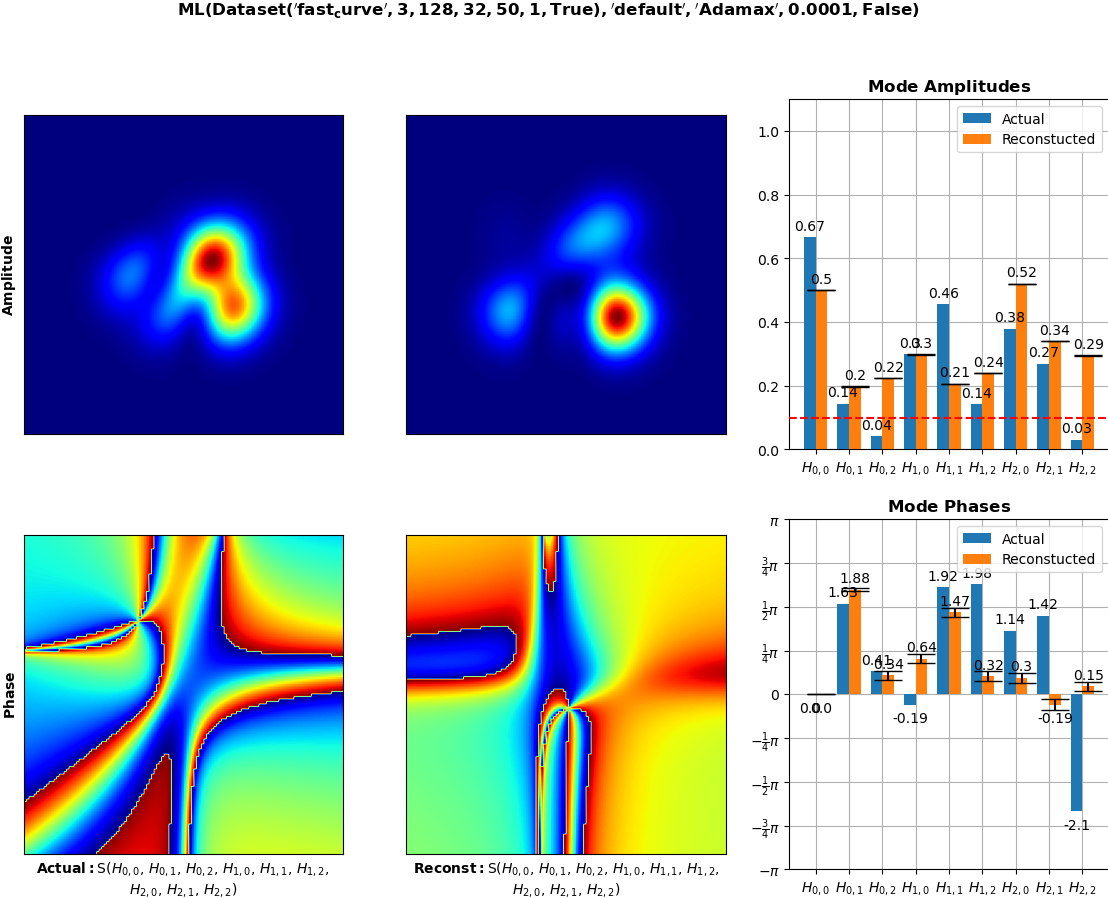 ML(Dataset('fast_curve', 3, 128, 32, 50, 1, True), 'default', 'Adamax', 0.0001, False)
Amplitude
Mode Amplitudes
Actual
Reconstucted
1.0
0.8
0.6
0.4
0.2
0.0
0.67
0.5
0.14
0.2
0.04
0.22
0.3
0.3
0.46
0.21
0.14
0.24
0.38
0.52
0.27
0.34
0.03
0.29
H0,0 H0,1 H0,2 H1,0 H1,1 H1,2 H2,0 H2,1 H2,2
Phase
Mode Phases
Actual
Reconstucted
π
3/4π
1/2π
1/4π
0
−1/4π
−1/2π
−3/4π
−π
0.0
0.0
1.63
1.88
0.41
0.34
-0.19
0.64
1.92
1.47
1.98
0.32
1.14
0.3
1.42
-0.19
-2.1
0.15
H0,0 H0,1 H0,2 H1,0 H1,1 H1,2 H2,0 H2,1 H2,2
Actual: S(H0,0, H0,1, H0,2, H1,0, H1,1, H1,2,
H2,0, H2,1, H2,2)
Reconst: S(H0,0, H0,1, H0,2, H1,0, H1,1, H1,2,
H2,0, H2,1, H2,2)